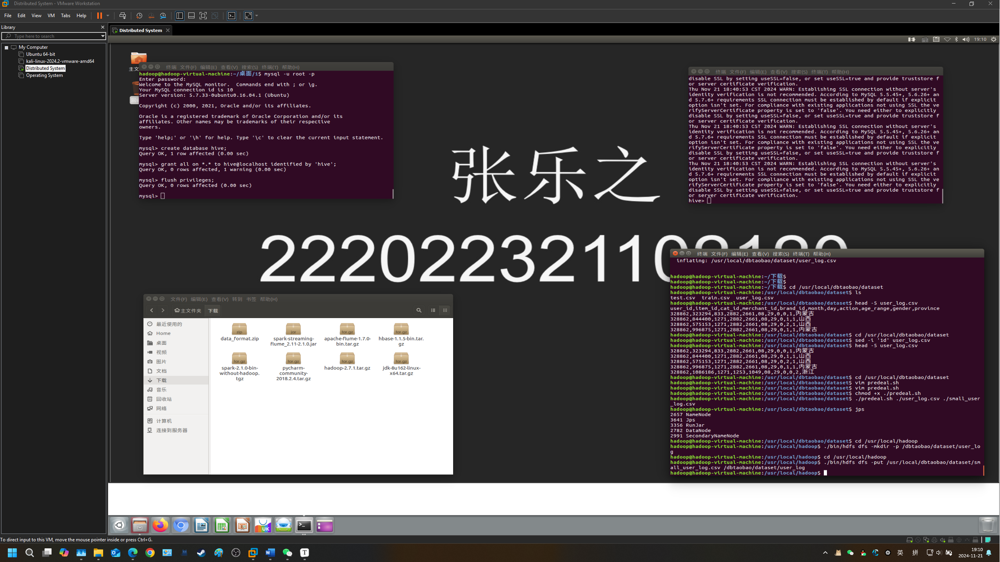 Distributed System - VMware Workstation
File Edit View VM Tabs Help
Library
Type here to search
My Computer
Ubuntu 64-bit
kali-linux-2024.2-vmware-amd64
Distributed System
Operating System
Distributed System
19:10
主文
终端 文件(F) 编辑(E) 查看(V) 搜索(S) 终端(T) 帮助(H)
hadoop@hadoop-virtual-machine:~/桌面/1$ mysql -u root -p
Enter password:
Welcome to the MySQL monitor.  Commands end with ; or \g.
Your MySQL connection id is 10
Server version: 5.7.33-0ubuntu0.16.04.1 (Ubuntu)
Copyright (c) 2000, 2021, Oracle and/or its affiliates.
Oracle is a registered trademark of Oracle Corporation and/or its
affiliates. Other names may be trademarks of their respective
owners.
Type 'help;' or '\h' for help. Type '\c' to clear the current input statement.
mysql> create database hive;
Query OK, 1 row affected (0.00 sec)
mysql> grant all on *.* to hive@localhost identified by 'hive';
Query OK, 0 rows affected, 1 warning (0.00 sec)
mysql> flush privileges;
Query OK, 0 rows affected (0.00 sec)
mysql>
终端 文件(F) 编辑(E) 查看(V) 搜索(S) 终端(T) 帮助(H)
disable SSL by setting useSSL=false, or set useSSL=true and provide truststore f
or server certificate verification.
Thu Nov 21 18:40:53 CST 2024 WARN: Establishing SSL connection without server's
identity verification is not recommended. According to MySQL 5.5.45+, 5.6.26+ an
d 5.7.6+ requirements SSL connection must be established by default if explicit
option isn't set. For compliance with existing applications not using SSL the ve
rifyServerCertificate property is set to 'false'. You need either to explicitly
disable SSL by setting useSSL=false, or set useSSL=true and provide truststore f
or server certificate verification.
Thu Nov 21 18:40:53 CST 2024 WARN: Establishing SSL connection without server's
identity verification is not recommended. According to MySQL 5.5.45+, 5.6.26+ an
d 5.7.6+ requirements SSL connection must be established by default if explicit
option isn't set. For compliance with existing applications not using SSL the ve
rifyServerCertificate property is set to 'false'. You need either to explicitly
disable SSL by setting useSSL=false, or set useSSL=true and provide truststore f
or server certificate verification.
Thu Nov 21 18:40:53 CST 2024 WARN: Establishing SSL connection without server's
identity verification is not recommended. According to MySQL 5.5.45+, 5.6.26+ an
d 5.7.6+ requirements SSL connection must be established by default if explicit
option isn't set. For compliance with existing applications not using SSL the ve
rifyServerCertificate property is set to 'false'. You need either to explicitly
disable SSL by setting useSSL=false, or set useSSL=true and provide truststore f
or server certificate verification.
hive>
张乐之
文件(F) 编辑(E) 查看(V) 转到 书签 帮助(H)
主文件夹 下载
最近使用的
Home
桌面
视频
图片
文档
下载
音乐
回收站
网络
计算机
连接到服务器
zip jar tar.gz tar.gz
data_format.zip
spark-streaming-
flume_2.11-2.1.0.jar
apache-flume-1.7.0-
bin.tar.gz
hbase-1.1.5-bin.tar.
gz
tar.gz tar.gz tar.gz tar.gz
spark-2.1.0-bin-
without-hadoop.
tgz
pycharm-
community-
2018.2.4.tar.gz
hadoop-2.7.1.tar.gz
jdk-8u162-linux-
x64.tar.gz
终端 文件(F) 编辑(E) 查看(V) 搜索(S) 终端(T) 帮助(H)
inflating: /usr/local/dbtaobao/dataset/user_log.csv
hadoop@hadoop-virtual-machine:~/下载$
hadoop@hadoop-virtual-machine:~/下载$
hadoop@hadoop-virtual-machine:~/下载$ cd /usr/local/dbtaobao/dataset
hadoop@hadoop-virtual-machine:/usr/local/dbtaobao/dataset$ ls
test.csv  train.csv  user_log.csv
hadoop@hadoop-virtual-machine:/usr/local/dbtaobao/dataset$ head -5 user_log.csv
user_id,item_id,cat_id,merchant_id,brand_id,month,day,action,age_range,gender,province
328862,323294,833,2882,2661,08,29,0,0,1,内蒙古
328862,844400,1271,2882,2661,08,29,0,1,1,山西
328862,575153,1271,2882,2661,08,29,0,2,1,山西
328862,996875,1271,2882,2661,08,29,0,1,1,内蒙古
hadoop@hadoop-virtual-machine:/usr/local/dbtaobao/dataset$ cd /usr/local/dbtaobao/dataset
hadoop@hadoop-virtual-machine:/usr/local/dbtaobao/dataset$ sed -i '1d' user_log.csv
hadoop@hadoop-virtual-machine:/usr/local/dbtaobao/dataset$ head -5 user_log.csv
328862,323294,833,2882,2661,08,29,0,0,1,内蒙古
328862,844400,1271,2882,2661,08,29,0,1,1,山西
328862,575153,1271,2882,2661,08,29,0,2,1,山西
328862,996875,1271,2882,2661,08,29,0,1,1,内蒙古
328862,1086186,1271,1253,1049,08,29,0,0,2,浙江
hadoop@hadoop-virtual-machine:/usr/local/dbtaobao/dataset$ cd /usr/local/dbtaobao/dataset
hadoop@hadoop-virtual-machine:/usr/local/dbtaobao/dataset$ vim predeal.sh
hadoop@hadoop-virtual-machine:/usr/local/dbtaobao/dataset$ vim predeal.sh
hadoop@hadoop-virtual-machine:/usr/local/dbtaobao/dataset$ chmod +x ./predeal.sh
hadoop@hadoop-virtual-machine:/usr/local/dbtaobao/dataset$ ./predeal.sh ./user_log.csv ./small_user
_log.csv
hadoop@hadoop-virtual-machine:/usr/local/dbtaobao/dataset$ jps
2657 NameNode
3641 Jps
3356 RunJar
2782 DataNode
2991 SecondaryNameNode
hadoop@hadoop-virtual-machine:/usr/local/dbtaobao/dataset$ cd /usr/local/hadoop
hadoop@hadoop-virtual-machine:/usr/local/hadoop$ ./bin/hdfs dfs -mkdir -p /dbtaobao/dataset/user_lo
g
hadoop@hadoop-virtual-machine:/usr/local/hadoop$ cd /usr/local/hadoop
hadoop@hadoop-virtual-machine:/usr/local/hadoop$ ./bin/hdfs dfs -put /usr/local/dbtaobao/dataset/sm
all_user_log.csv /dbtaobao/dataset/user_log
hadoop@hadoop-virtual-machine:/usr/local/hadoop$
UK
To direct input to this VM, move the mouse pointer inside or press Ctrl+G.
英 拼
19:10
2024-11-21